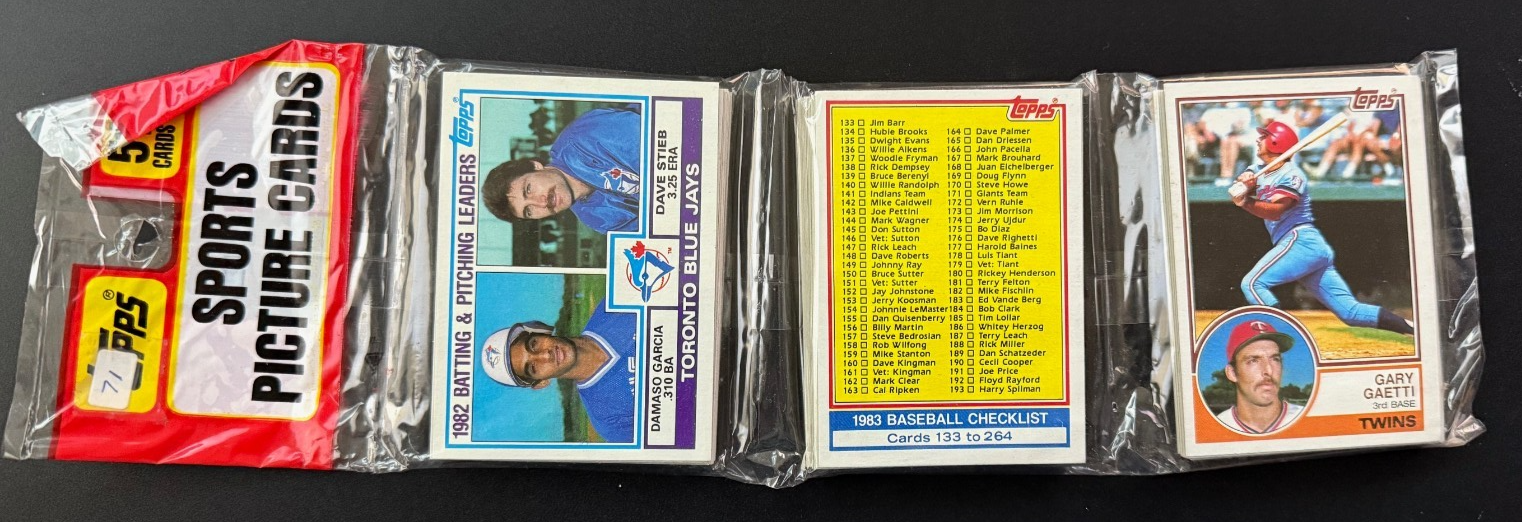 5
CARDS
SPORTS
PICTURE CARDS
Topps®
71
Topps®
1982 BATTING & PITCHING LEADERS
DAVE STIEB
3.25 ERA
DAMASO GARCIA
.310 BA
TORONTO BLUE JAYS
Topps
133 Jim Barr
134 Hubie Brooks
135 Dwight Evans
136 Willie Aikens
137 Woodie Fryman
138 Rick Dempsey
139 Bruce Berenyi
140 Willie Randolph
141 Indians Team
142 Mike Caldwell
143 Joe Pettini
144 Mark Wagner
145 Don Sutton
146 Vet: Sutton
147 Rick Leach
148 Dave Roberts
149 Johnny Ray
150 Bruce Sutter
151 Vet: Sutter
152 Jay Johnstone
153 Jerry Koosman
154 Johnnie LeMaster
155 Dan Quisenberry
156 Billy Martin
157 Steve Bedrosian
158 Rob Wilfong
159 Mike Stanton
160 Dave Kingman
161 Vet: Kingman
162 Mark Clear
163 Cal Ripken
164 Dave Palmer
165 Dan Driessen
166 John Pacella
167 Mark Brouhard
168 Juan Eichelberger
169 Doug Flynn
170 Steve Howe
171 Giants Team
172 Vern Ruhle
173 Jim Morrison
174 Jerry Ujdur
175 Bo Diaz
176 Dave Righetti
177 Harold Baines
178 Luis Tiant
179 Vet: Tiant
180 Rickey Henderson
181 Terry Felton
182 Mike Fischlin
183 Ed Vande Berg
184 Bob Clark
185 Tim Lollar
186 Whitey Herzog
187 Terry Leach
188 Rick Miller
189 Dan Schatzeder
190 Cecil Cooper
191 Joe Price
192 Floyd Rayford
193 Harry Spilman
1983 BASEBALL CHECKLIST
Cards 133 to 264
Topps
GARY
GAETTI
3rd BASE
TWINS